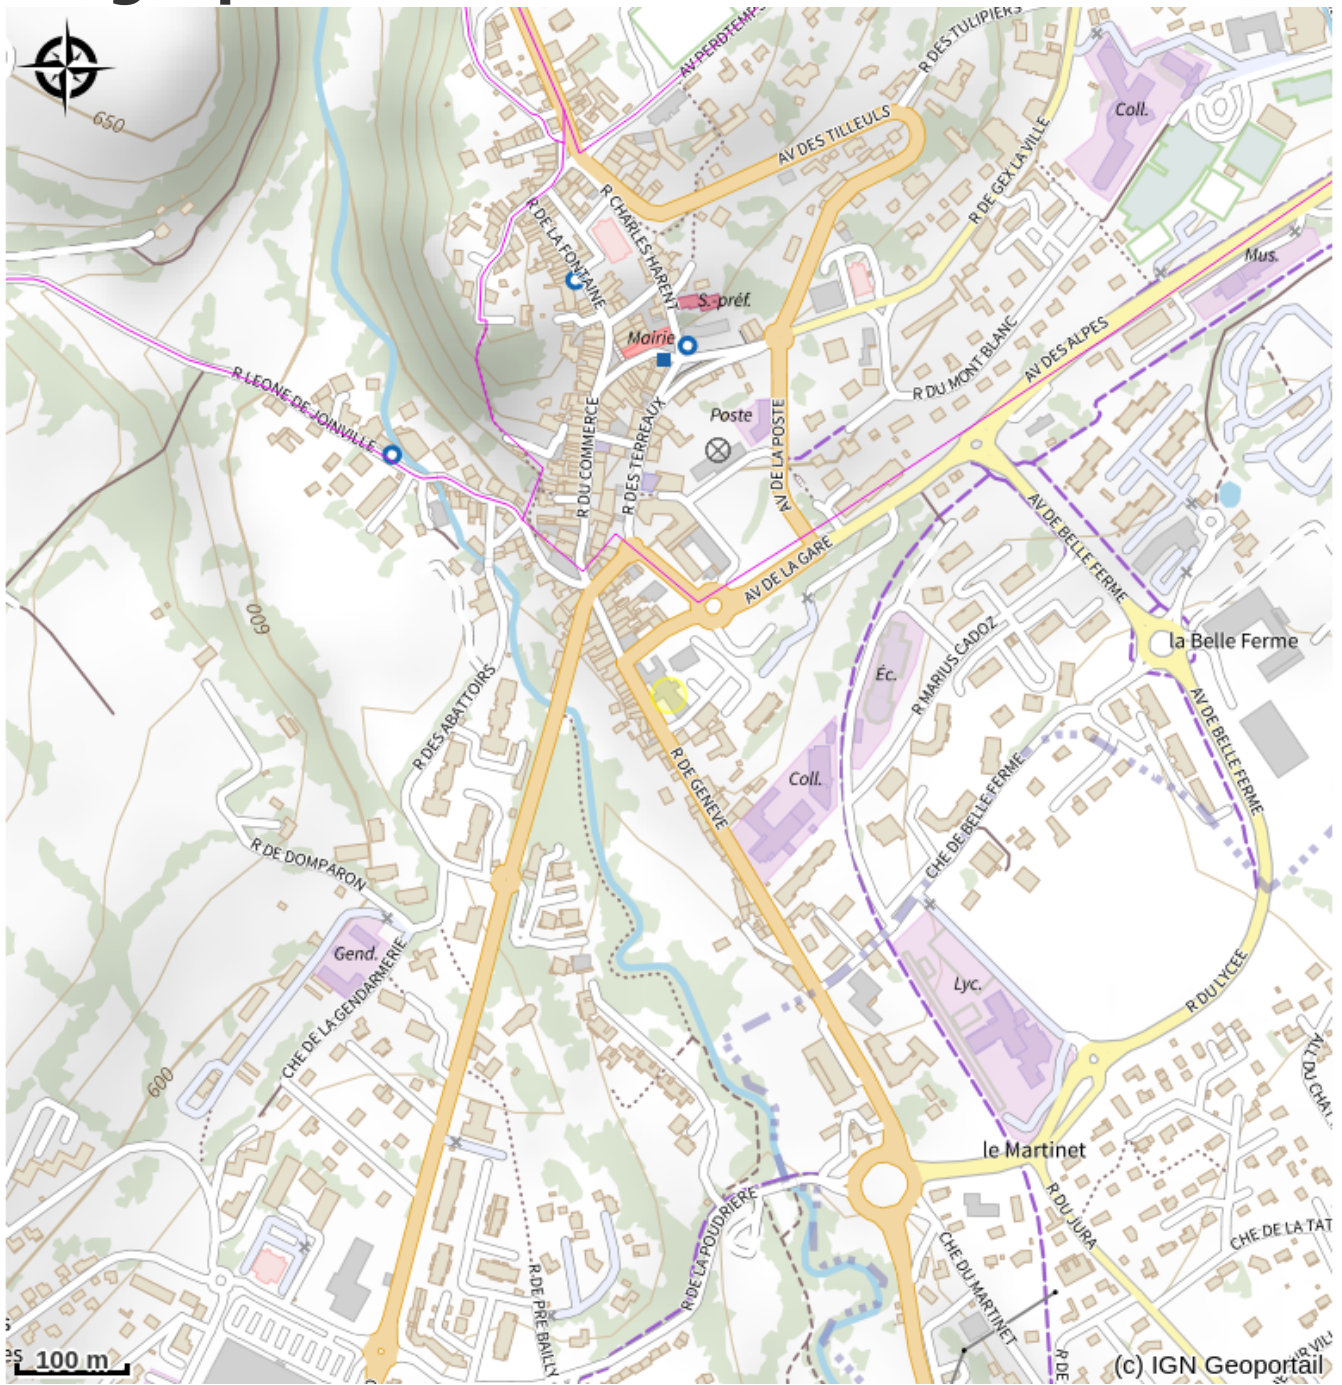 650
AV PERDTEMPS
R DES TULIPIERS
Coll.
AV DES TILLEULS
R DE GEX LA VILLE
R CHARLES HARENT
R DE LA FONTAINE
Mus.
S.-préf.
Mairie
AV DES ALPES
R DU MONT BLANC
R LEONE DE JOINVILLE
Poste
R DU COMMERCE
R DES TERREAUX
AV DE LA POSTE
AV DE BELLE FERME
AV DE LA GARE
600
la Belle Ferme
R MARIUS CADOZ
Éc.
R DES ABATTOIRS
AV DE BELLE FERME
R DE GENEVE
Coll.
CHE DE BELLE FERME
R DE DOMPARON
Gend.
CHE DE LA GENDARMERIE
Lyc.
R DU LYCEE
600
le Martinet
R DE LA POUDRIERE
R DU JURA
CHE DE LA TAT
CHE DU MARTINET
R DE PRE BAILLY
R DE
es
100 m
(c) IGN Geoportail